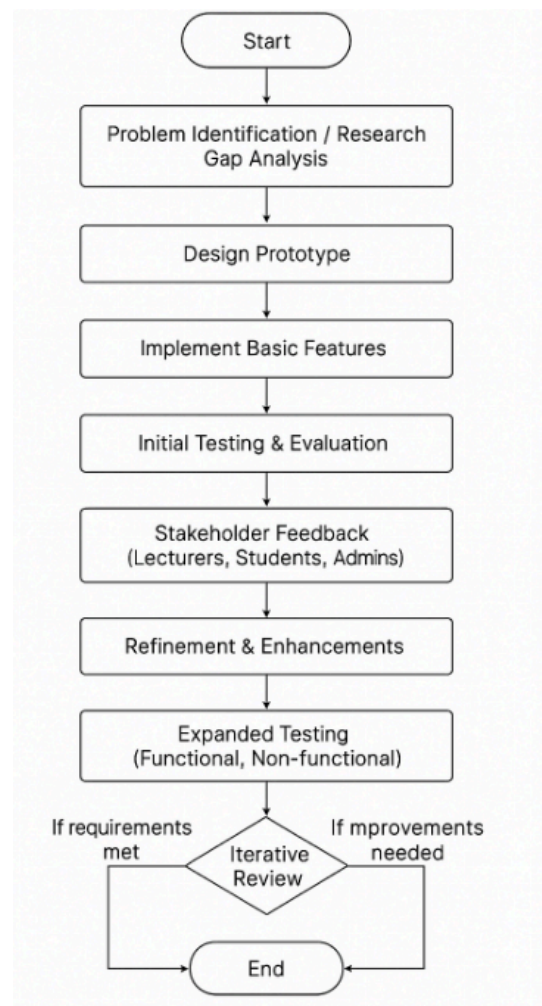 Start
Problem Identification / Research
Gap Analysis
Design Prototype
Implement Basic Features
Initial Testing & Evaluation
Stakeholder Feedback
(Lecturers, Students, Admins)
Refinement & Enhancements
Expanded Testing
(Functional, Non-functional)
If requirements
met
Iterative
Review
If mprovements
needed
End